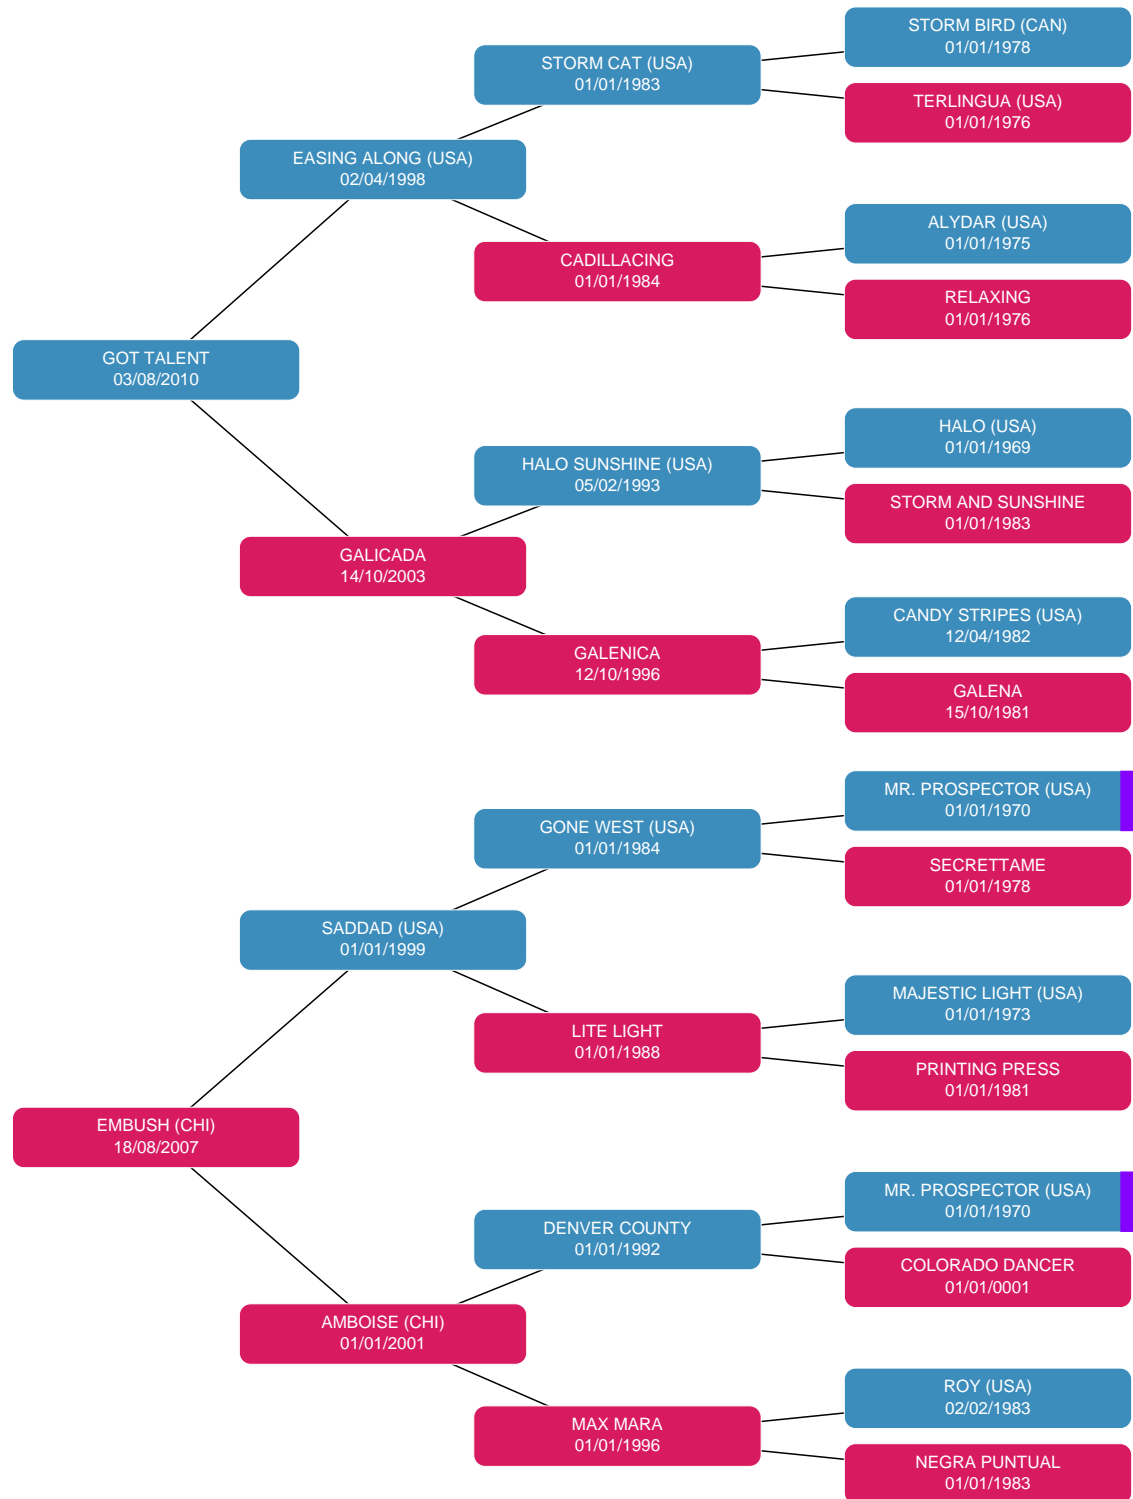 STORM BIRD (CAN)
01/01/1978
STORM CAT (USA)
01/01/1983
TERLINGUA (USA)
01/01/1976
EASING ALONG (USA)
02/04/1998
ALYDAR (USA)
01/01/1975
CADILLACING
01/01/1984
RELAXING
01/01/1976
GOT TALENT
03/08/2010
HALO (USA)
01/01/1969
HALO SUNSHINE (USA)
05/02/1993
STORM AND SUNSHINE
01/01/1983
GALICADA
14/10/2003
CANDY STRIPES (USA)
12/04/1982
GALENICA
12/10/1996
GALENA
15/10/1981
MR. PROSPECTOR (USA)
01/01/1970
GONE WEST (USA)
01/01/1984
SECRETTAME
01/01/1978
SADDAD (USA)
01/01/1999
MAJESTIC LIGHT (USA)
01/01/1973
LITE LIGHT
01/01/1988
PRINTING PRESS
01/01/1981
EMBUSH (CHI)
18/08/2007
MR. PROSPECTOR (USA)
01/01/1970
DENVER COUNTY
01/01/1992
COLORADO DANCER
01/01/0001
AMBOISE (CHI)
01/01/2001
ROY (USA)
02/02/1983
MAX MARA
01/01/1996
NEGRA PUNTUAL
01/01/1983